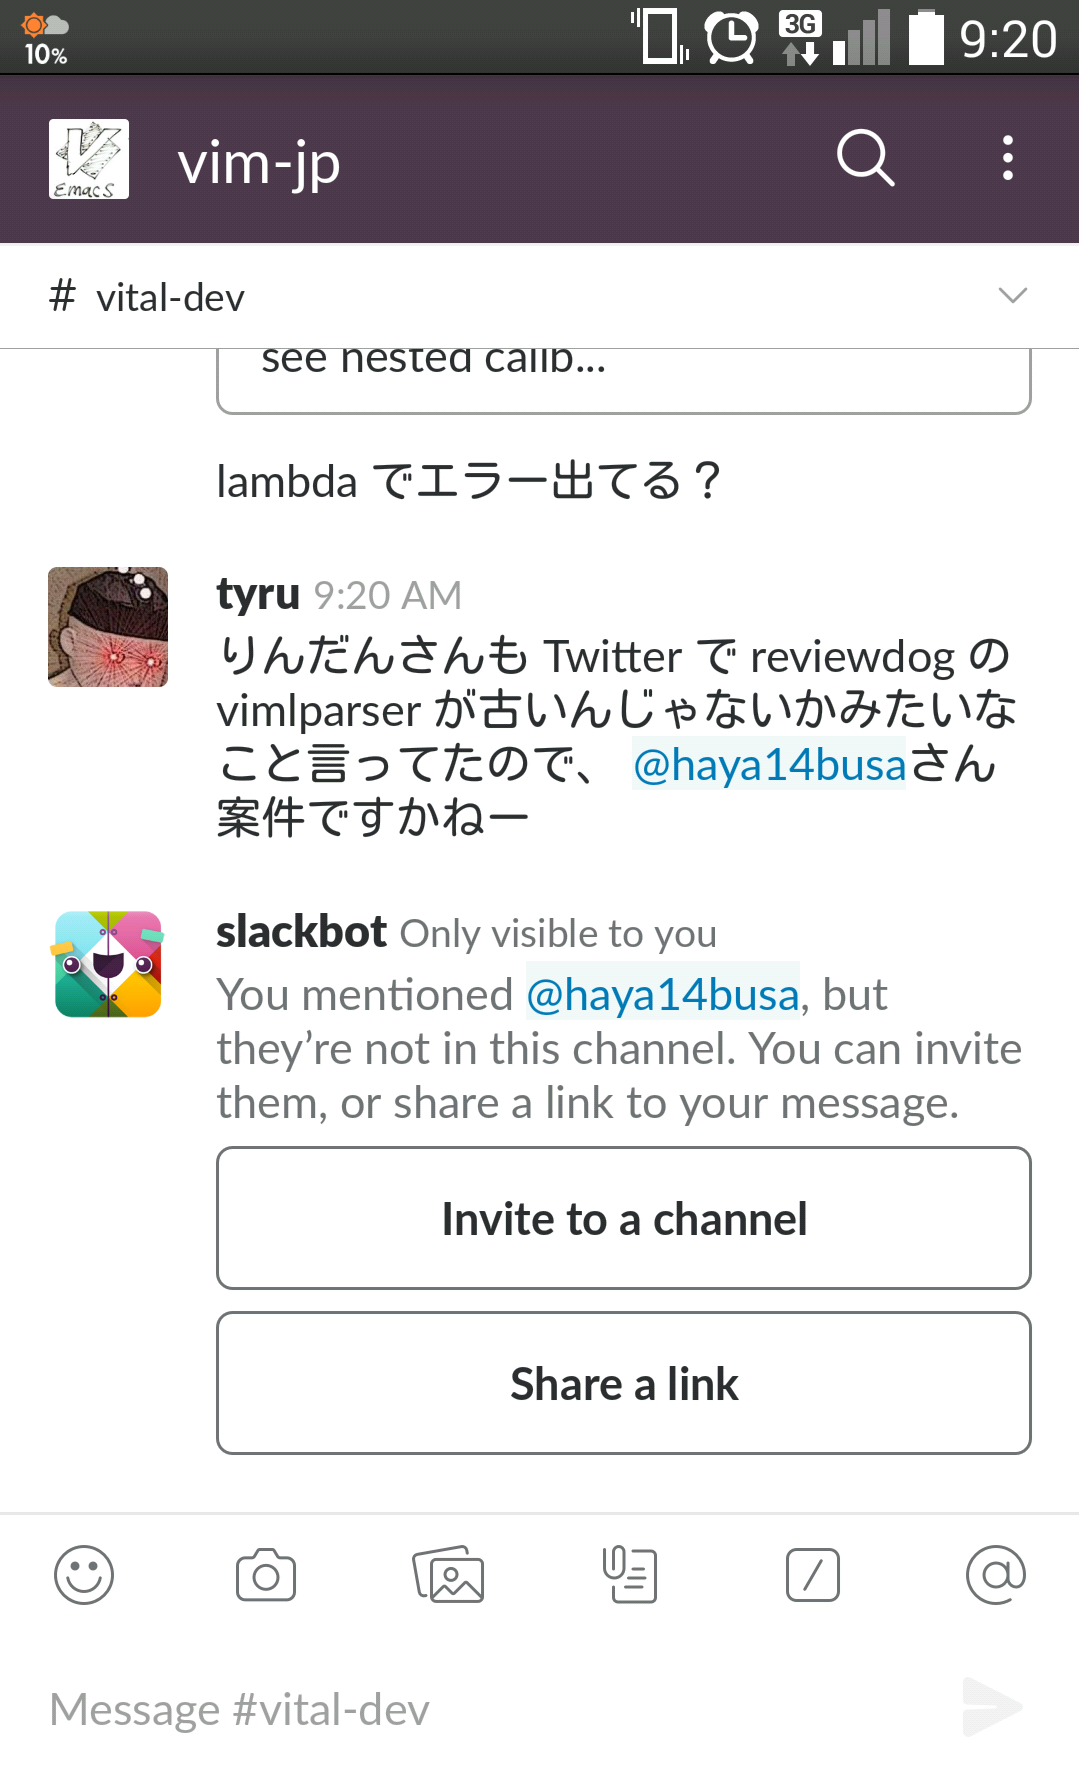 10%
3G
9:20
Emacs
vim-jp
# vital-dev
see nested callb...
lambda でエラー出てる？
tyru 9:20 AM
りんだんさんも Twitter で reviewdog の
vimlparser が古いんじゃないかみたいな
こと言ってたので、 @haya14busaさん
案件ですかねー
slackbot Only visible to you
You mentioned @haya14busa, but
they’re not in this channel. You can invite
them, or share a link to your message.
Invite to a channel
Share a link
Message #vital-dev